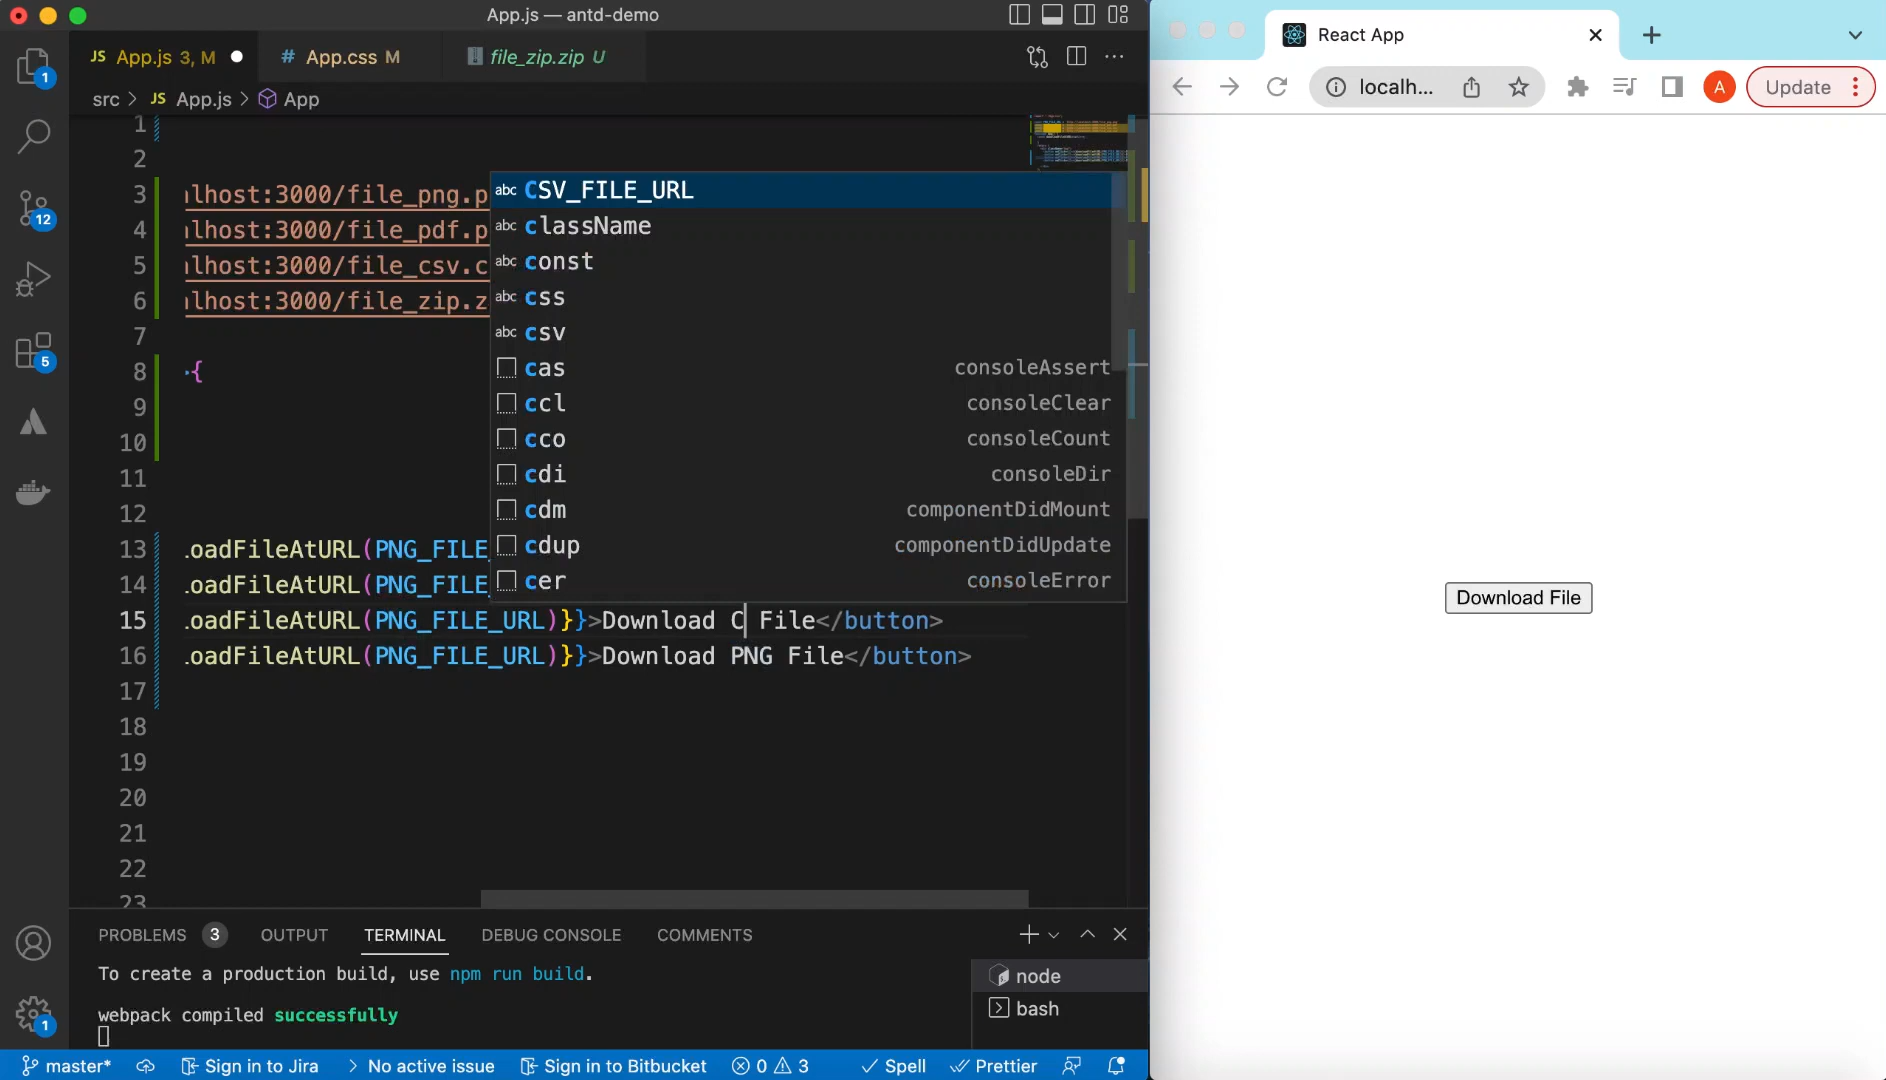 App.js — antd-demo
JS App.js 3, M
# App.css M
file_zip.zip U
src > JS App.js > App
1
2
3 lhost:3000/file_png.p
4 lhost:3000/file_pdf.p
5 lhost:3000/file_csv.c
6 lhost:3000/file_zip.z
7
8 {
9
10
11
12
13 oadFileAtURL(PNG_FILE_
14 oadFileAtURL(PNG_FILE_
15 oadFileAtURL(PNG_FILE_URL)}}>Download C File</button>
16 oadFileAtURL(PNG_FILE_URL)}}>Download PNG File</button>
17
18
19
20
21
22
23
abc CSV_FILE_URL
abc className
abc const
abc css
abc csv
cas consoleAssert
ccl consoleClear
cco consoleCount
cdi consoleDir
cdm componentDidMount
cdup componentDidUpdate
cer consoleError
1
12
5
1
PROBLEMS 3 OUTPUT TERMINAL DEBUG CONSOLE COMMENTS
To create a production build, use npm run build.
webpack compiled successfully
node
bash
master* Sign in to Jira > No active issue Sign in to Bitbucket 0 3 Spell Prettier
React App
localh...
A
Update
Download File